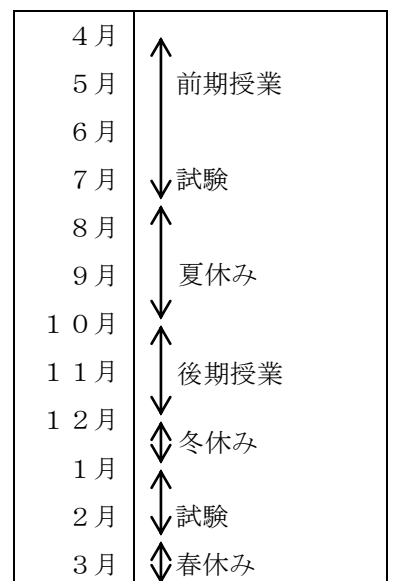 4月
5月 前期授業
6月
7月 試験
8月
9月 夏休み
10月
11月 後期授業
12月
冬休み
1月
2月 試験
3月 春休み